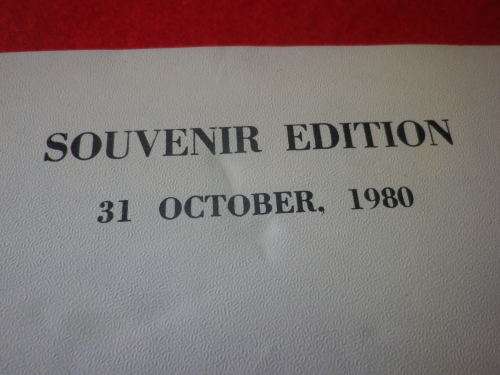 SOUVENIR EDITION
31 OCTOBER, 1980